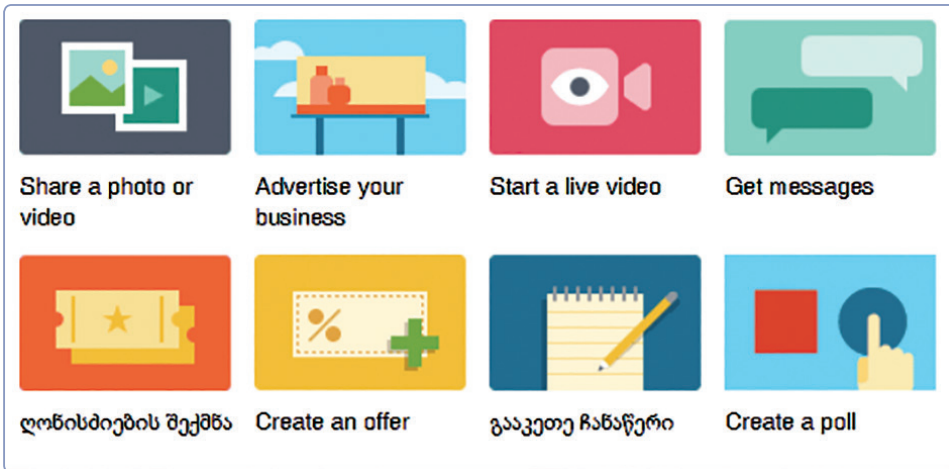 Share a photo or
video
Advertise your
business
Start a live video
Get messages
ღონისძიების შექმნა
Create an offer
გააკეთე ჩანაწერი
Create a poll